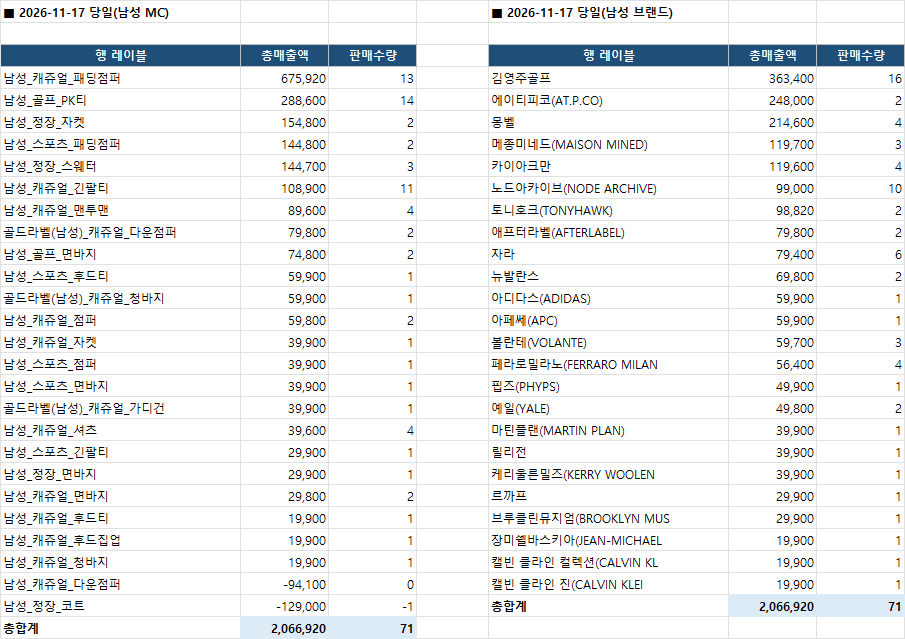 ■ 2026-11-17 당일(남성 MC)
행 레이블 총매출액 판매수량
남성_캐쥬얼_패딩점퍼 675,920 13
남성_골프_PK티 288,600 14
남성_정장_자켓 154,800 2
남성_스포츠_패딩점퍼 144,800 2
남성_정장_스웨터 144,700 3
남성_캐쥬얼_긴팔티 108,900 11
남성_캐쥬얼_맨투맨 89,600 4
골드라벨(남성)_캐쥬얼_다운점퍼 79,800 2
남성_골프_면바지 74,800 2
남성_스포츠_후드티 59,900 1
골드라벨(남성)_캐쥬얼_청바지 59,900 1
남성_캐쥬얼_점퍼 59,800 2
남성_캐쥬얼_자켓 39,900 1
남성_스포츠_점퍼 39,900 1
남성_스포츠_면바지 39,900 1
골드라벨(남성)_캐쥬얼_가디건 39,900 1
남성_캐쥬얼_셔츠 39,600 4
남성_스포츠_긴팔티 29,900 1
남성_정장_면바지 29,900 1
남성_캐쥬얼_면바지 29,800 2
남성_캐쥬얼_후드티 19,900 1
남성_캐쥬얼_후드집업 19,900 1
남성_캐쥬얼_청바지 19,900 1
남성_캐쥬얼_다운점퍼 -94,100 0
남성_정장_코트 -129,000 -1
총합계 2,066,920 71
■ 2026-11-17 당일(남성 브랜드)
행 레이블 총매출액 판매수량
김영주골프 363,400 16
에이티피코(AT.P.CO) 248,000 2
몽벨 214,600 4
메종미네드(MAISON MINED) 119,700 3
카이아크만 119,600 4
노드아카이브(NODE ARCHIVE) 99,000 10
토니호크(TONYHAWK) 98,820 2
애프터라벨(AFTERLABEL) 79,800 2
자라 79,400 6
뉴발란스 69,800 2
아디다스(ADIDAS) 59,900 1
아페쎄(APC) 59,900 1
볼란테(VOLANTE) 59,700 3
페라로밀라노(FERRARO MILAN 56,400 4
핍즈(PHYPS) 49,900 1
예일(YALE) 49,800 2
마틴플랜(MARTIN PLAN) 39,900 1
릴리전 39,900 1
케리울른밀즈(KERRY WOOLEN 39,900 1
르까프 29,900 1
브루클린뮤지엄(BROOKLYN MUS 29,900 1
장미쉘바스키아(JEAN-MICHAEL 19,900 1
캘빈 클라인 컬렉션(CALVIN KL 19,900 1
캘빈 클라인 진(CALVIN KLEI 19,900 1
총합계 2,066,920 71